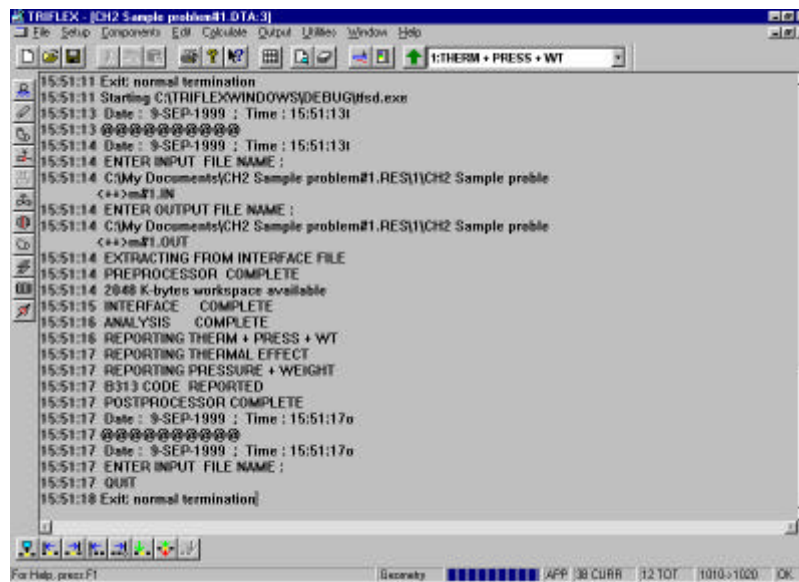 TRIFLEX - [CH2 Sample problem#1.DTA:3]
File Setup Components Edit Calculate Output Utilities Window Help
1:THERM + PRESS + WT
15:51:11 Exit: normal termination
15:51:11 Starting C:\TRIFLEXWINDOWS\DEBUG\tfsd.exe
15:51:13 Date : 9-SEP-1999 ; Time : 15:51:13t
15:51:13 @@@@@@@@@@
15:51:14 Date : 9-SEP-1999 ; Time : 15:51:13t
15:51:14 ENTER INPUT FILE NAME :
15:51:14 C:\My Documents\CH2 Sample problem#1.RES\1\CH2 Sample proble
<++>m#1.IN
15:51:14 ENTER OUTPUT FILE NAME :
15:51:14 C:\My Documents\CH2 Sample problem#1.RES\1\CH2 Sample proble
<++>m#1.OUT
15:51:14 EXTRACTING FROM INTERFACE FILE
15:51:14 PREPROCESSOR COMPLETE
15:51:14 2048 K-bytes workspace available
15:51:15 INTERFACE COMPLETE
15:51:16 ANALYSIS COMPLETE
15:51:16 REPORTING THERM + PRESS + WT
15:51:17 REPORTING THERMAL EFFECT
15:51:17 REPORTING PRESSURE + WEIGHT
15:51:17 B313 CODE REPORTED
15:51:17 POSTPROCESSOR COMPLETE
15:51:17 Date : 9-SEP-1999 ; Time : 15:51:17o
15:51:17 @@@@@@@@@@
15:51:17 Date : 9-SEP-1999 ; Time : 15:51:17o
15:51:17 ENTER INPUT FILE NAME :
15:51:17 QUIT
15:51:18 Exit: normal termination
For Help, press F1 Geometry APP 38 CURR 12 TOT 1010->1020 OK